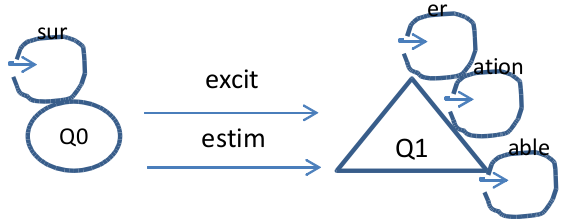 sur
Q0
excit
estim
er
ation
Q1
able